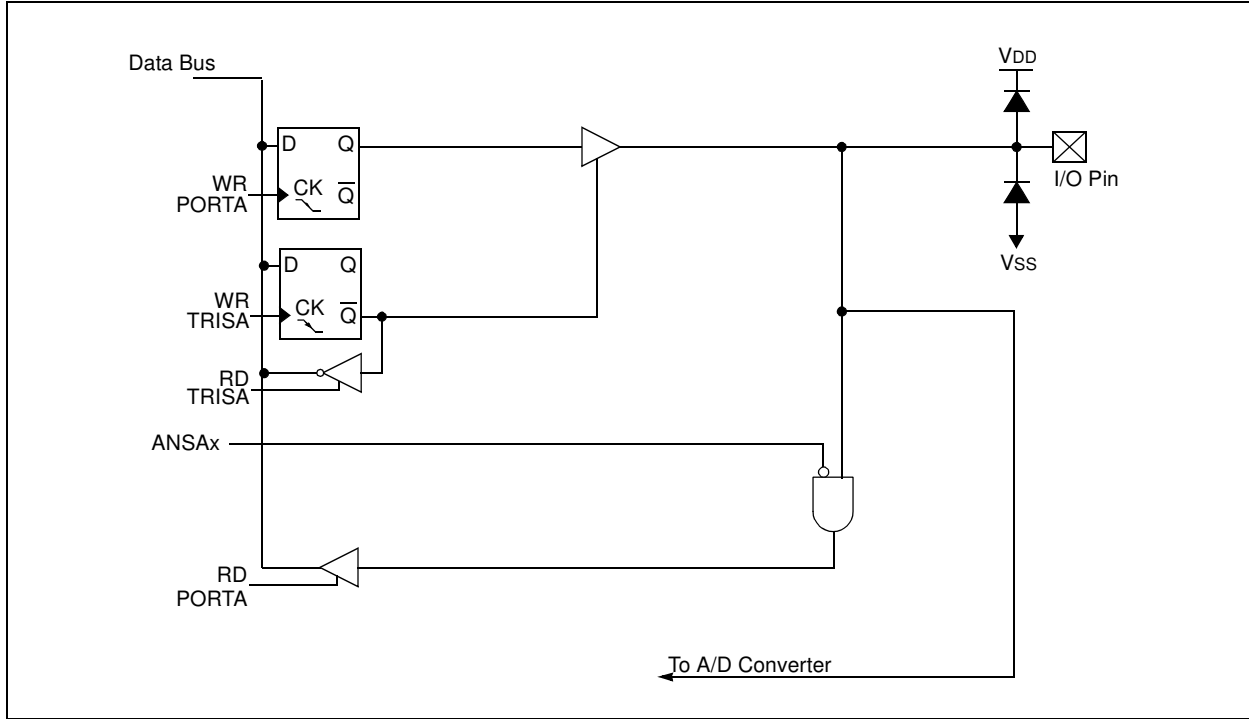 Data Bus
VDD
D Q
I/O Pin
WR
PORTA
CK
Q̅
VSS
D Q
WR
TRISA
CK
Q̅
RD
TRISA
ANSAx
RD
PORTA
To A/D Converter